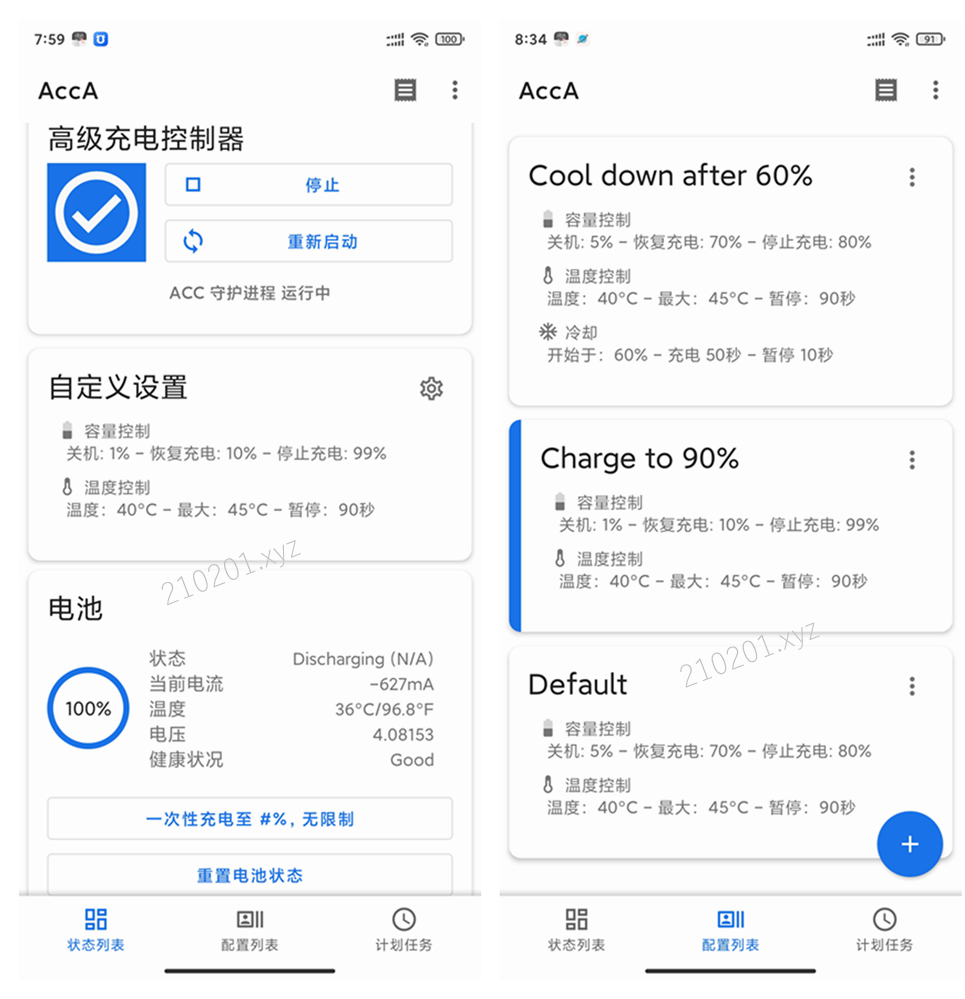 7:59
100
AccA
高级充电控制器
停止
重新启动
ACC 守护进程 运行中
自定义设置
容量控制
关机: 1% – 恢复充电: 10% – 停止充电: 99%
温度控制
温度: 40°C – 最大: 45°C – 暂停: 90秒
210201.xyz
电池
状态 Discharging (N/A)
当前电流 -627mA
温度 36°C/96.8°F
电压 4.08153
健康状况 Good
100%
一次性充电至 #%, 无限制
重置电池状态
状态列表
配置列表
计划任务
8:34
91
AccA
Cool down after 60%
容量控制
关机: 5% – 恢复充电: 70% – 停止充电: 80%
温度控制
温度: 40°C – 最大: 45°C – 暂停: 90秒
冷却
开始于: 60% – 充电 50秒 – 暂停 10秒
Charge to 90%
容量控制
关机: 1% – 恢复充电: 10% – 停止充电: 99%
温度控制
温度: 40°C – 最大: 45°C – 暂停: 90秒
210201.xyz
Default
容量控制
关机: 5% – 恢复充电: 70% – 停止充电: 80%
温度控制
温度: 40°C – 最大: 45°C – 暂停: 90秒
状态列表
配置列表
计划任务